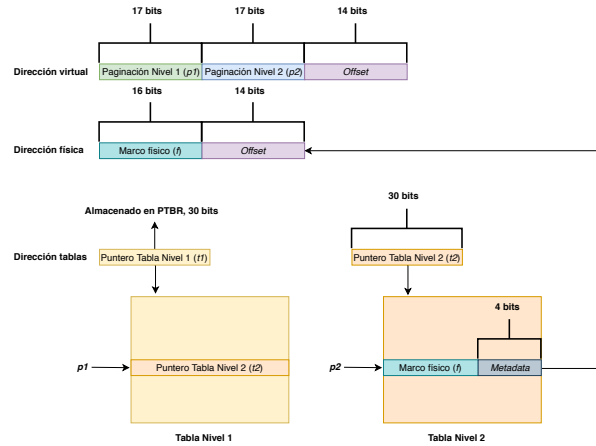 17 bits 17 bits 14 bits
Dirección virtual Paginación Nivel 1 (p1) Paginación Nivel 2 (p2) Offset
16 bits 14 bits
Dirección física Marco físico (f) Offset
Almacenado en PTBR, 30 bits 30 bits
Dirección tablas Puntero Tabla Nivel 1 (t1) Puntero Tabla Nivel 2 (t2)
4 bits
p1 Puntero Tabla Nivel 2 (t2) p2 Marco físico (f) Metadata
Tabla Nivel 1 Tabla Nivel 2